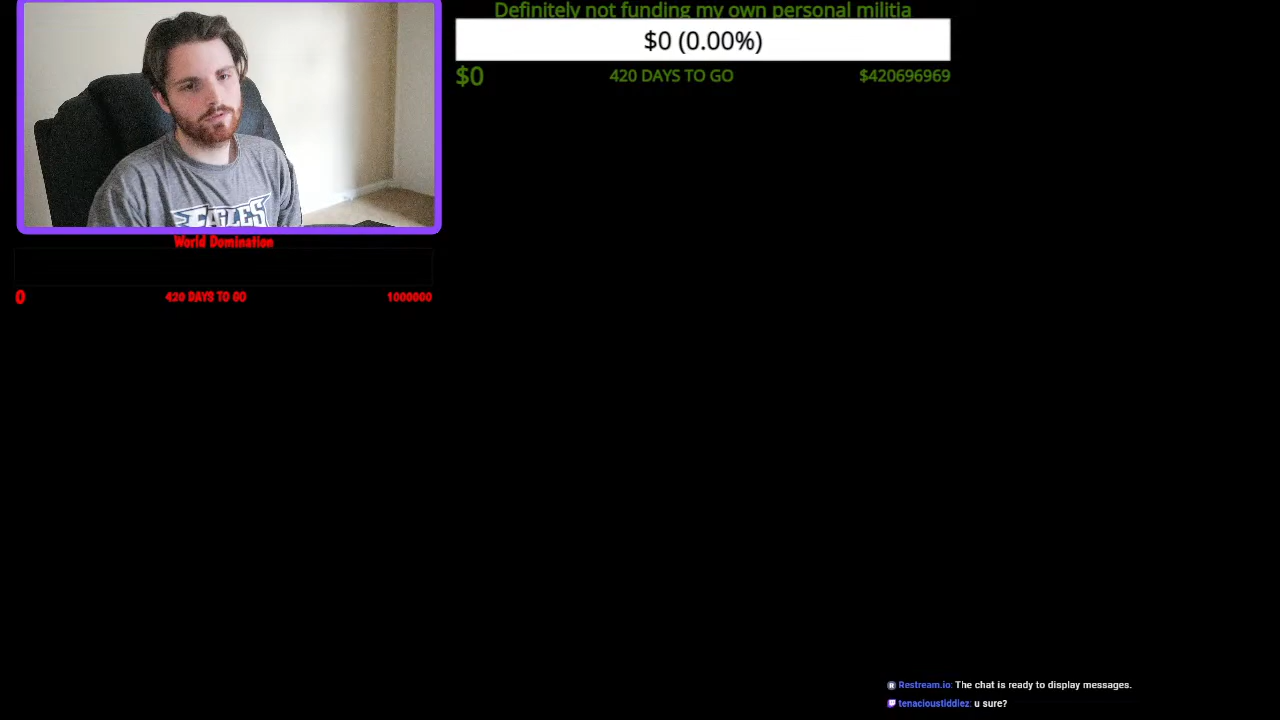 Definitely not funding my own personal militia
$0 (0.00%)
$0 420 DAYS TO GO $420696969
EAGLES
World Domination
0 420 DAYS TO GO 1000000
Restream.io: The chat is ready to display messages.
tenacioustiddiez: u sure?